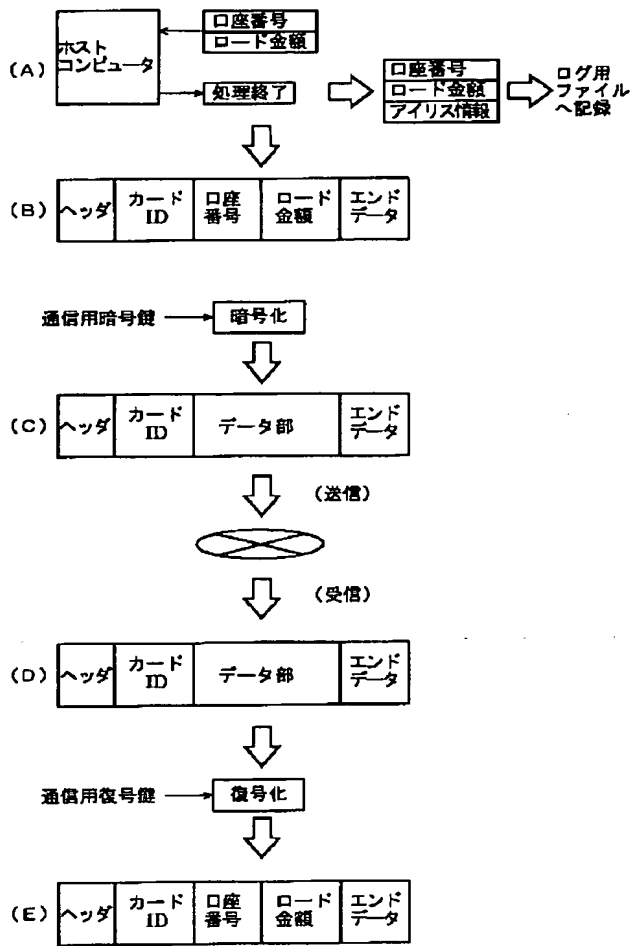 (A)
ホスト
コンピュータ
口座番号
ロード金額
処理終了
口座番号
ロード金額
アイリス情報
ログ用
ファイル
へ記録
(B)
ヘッダ
カード
ID
口座
番号
ロード
金額
エンド
データ
通信用暗号鍵
暗号化
(C)
ヘッダ
カード
ID
データ部
エンド
データ
(送信)
(受信)
(D)
ヘッダ
カード
ID
データ部
エンド
データ
通信用復号鍵
復号化
(E)
ヘッダ
カード
ID
口座
番号
ロード
金額
エンド
データ